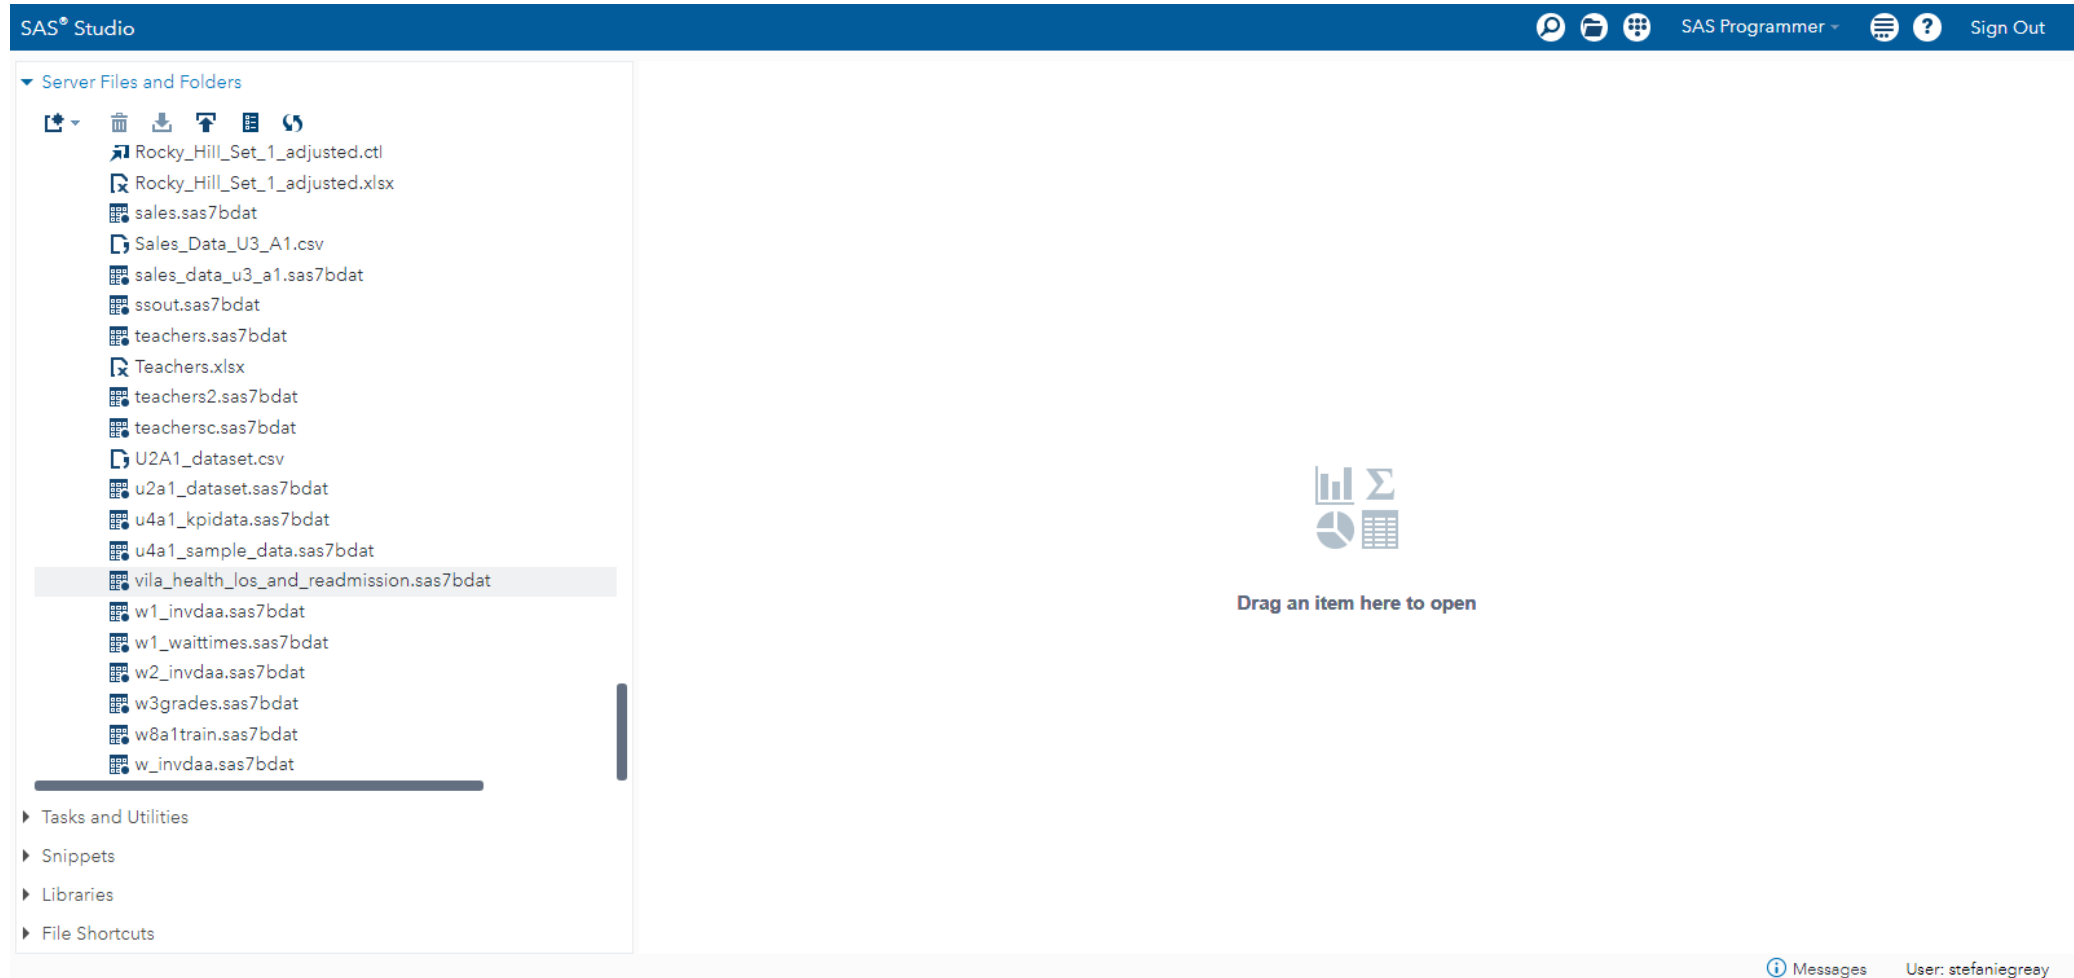 SAS® Studio
SAS Programmer
Sign Out
Server Files and Folders
Rocky_Hill_Set_1_adjusted.ctl
Rocky_Hill_Set_1_adjusted.xlsx
sales.sas7bdat
Sales_Data_U3_A1.csv
sales_data_u3_a1.sas7bdat
ssout.sas7bdat
teachers.sas7bdat
Teachers.xlsx
teachers2.sas7bdat
teachersc.sas7bdat
U2A1_dataset.csv
u2a1_dataset.sas7bdat
u4a1_kpidata.sas7bdat
u4a1_sample_data.sas7bdat
vila_health_los_and_readmission.sas7bdat
w1_invdaa.sas7bdat
w1_waittimes.sas7bdat
w2_invdaa.sas7bdat
w3grades.sas7bdat
w8a1train.sas7bdat
w_invdaa.sas7bdat
Tasks and Utilities
Snippets
Libraries
File Shortcuts
Drag an item here to open
Messages
User: stefaniegreay